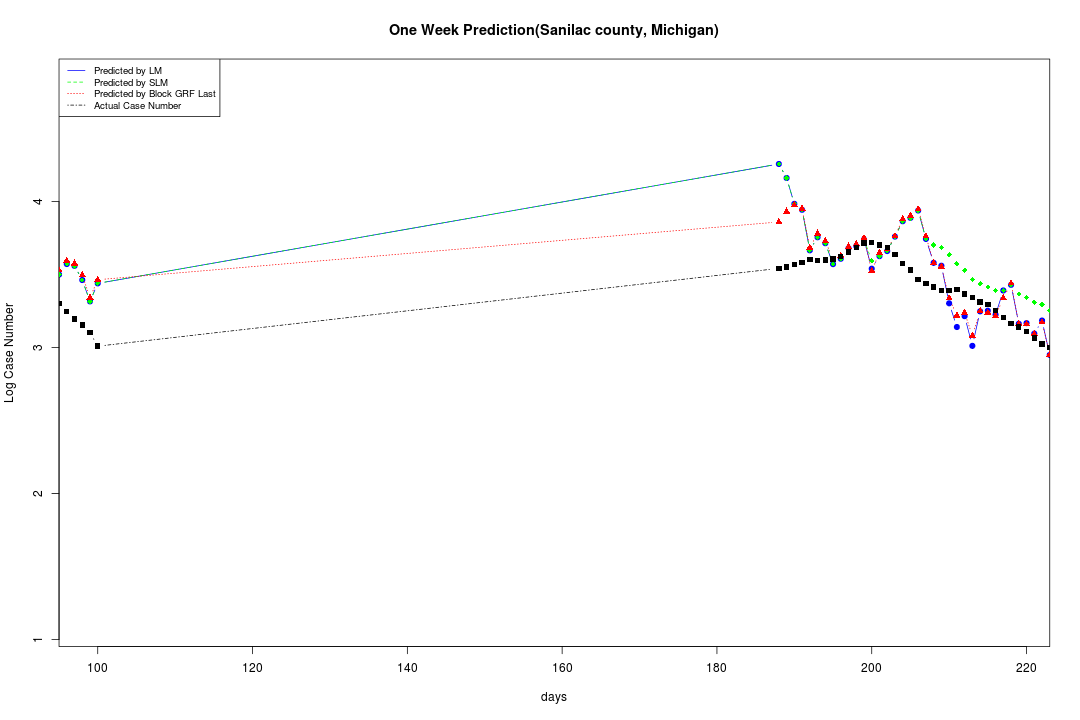 One Week Prediction(Sanilac county, Michigan)
Predicted by LM
Predicted by SLM
Predicted by Block GRF Last
Actual Case Number
Log Case Number
4
3
2
1
100 120 140 160 180 200 220
days